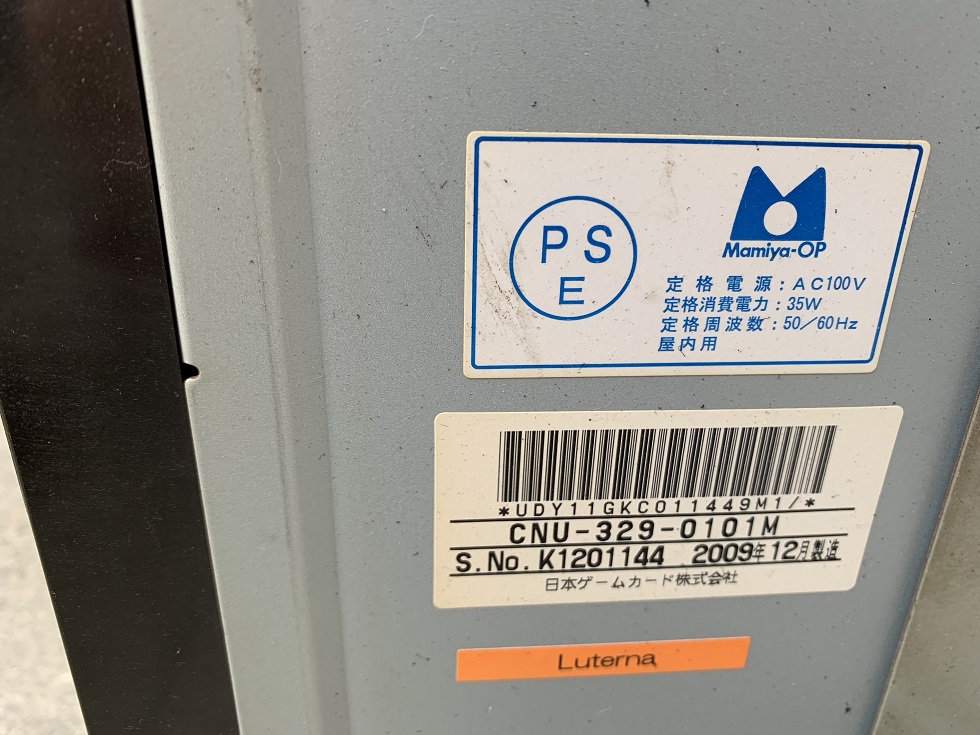 PS
E
Mamiya-OP
定格電源：AC100V
定格消費電力：35W
定格周波数：50／60Hz
屋内用
*UDY11GKC011449M1/*
CNU-329-0101M
S.No. K1201144 2009年12月製造
日本ゲームカード株式会社
Luterna